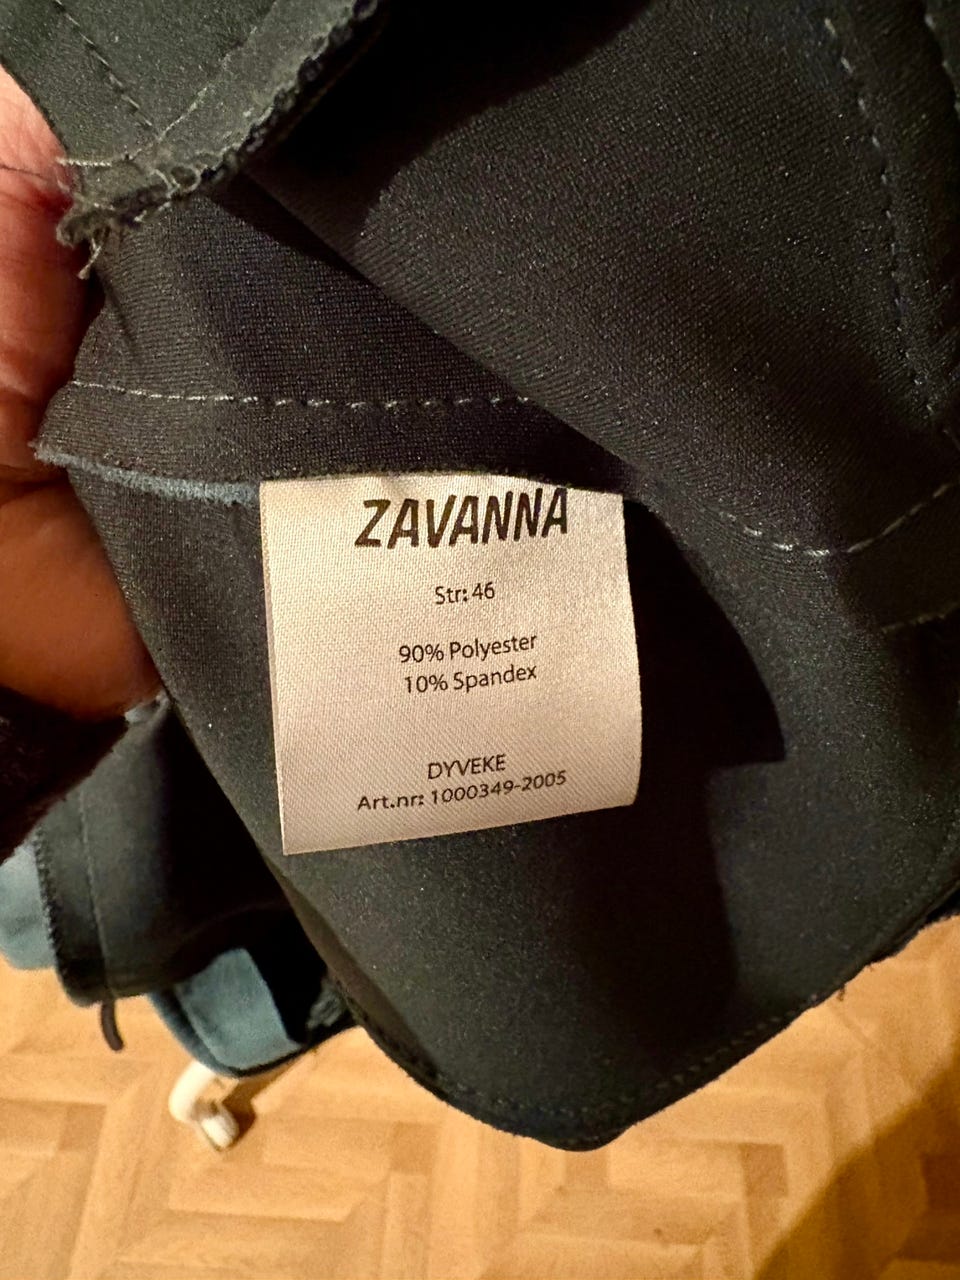 ZAVANNA
Str: 46
90% Polyester
10% Spandex
DYVEKE
Art.nr: 1000349-2005